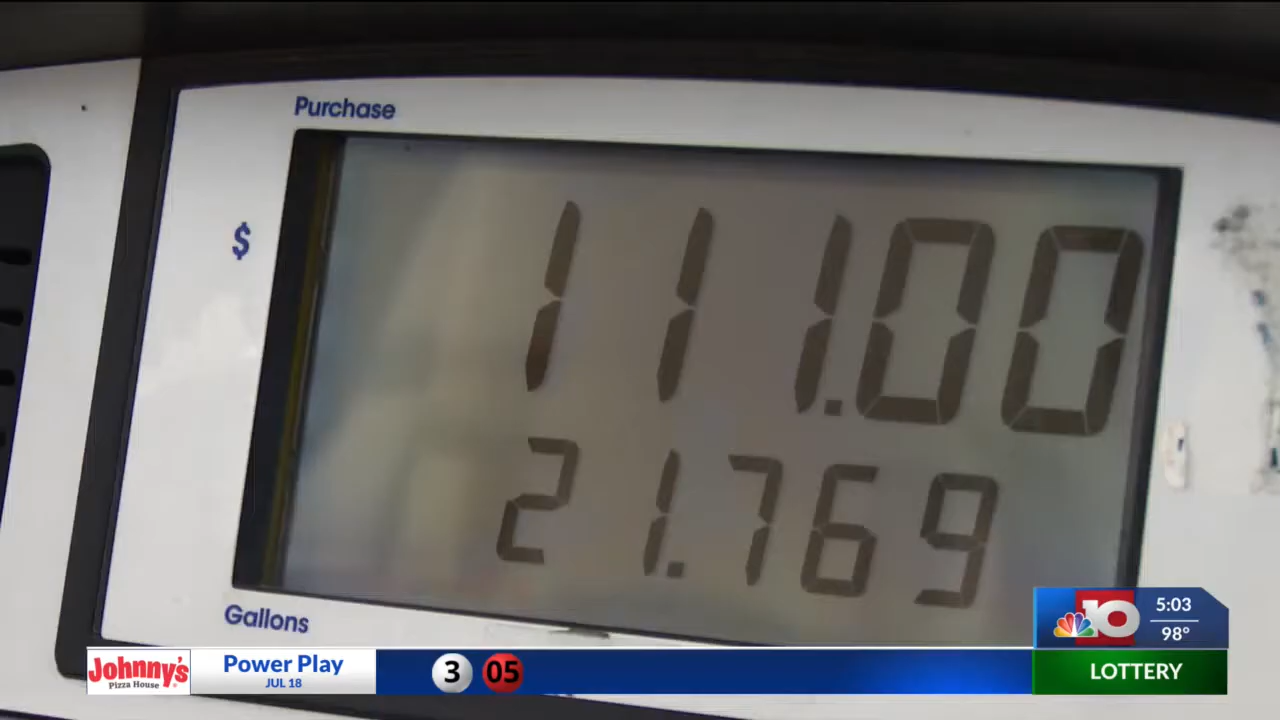 Purchase
$ 111.00
21.769
Gallons
Johnny's
Pizza House
Power Play
JUL 18
3 05
10
5:03
98°
LOTTERY